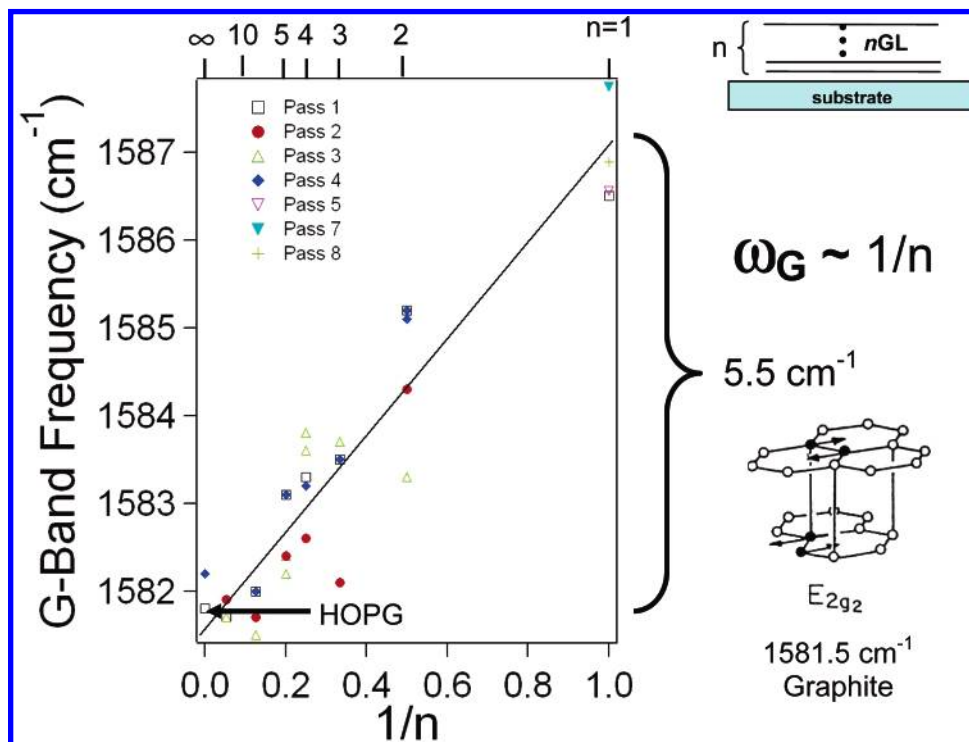 ∞ 10 5 4 3 2 n=1
G-Band Frequency (cm⁻¹)
1587
1586
1585
1584
1583
1582
Pass 1
Pass 2
Pass 3
Pass 4
Pass 5
Pass 7
Pass 8
HOPG
0.0 0.2 0.4 0.6 0.8 1.0
1/n
n
nGL
substrate
ωG ~ 1/n
5.5 cm⁻¹
E2g2
1581.5 cm⁻¹
Graphite